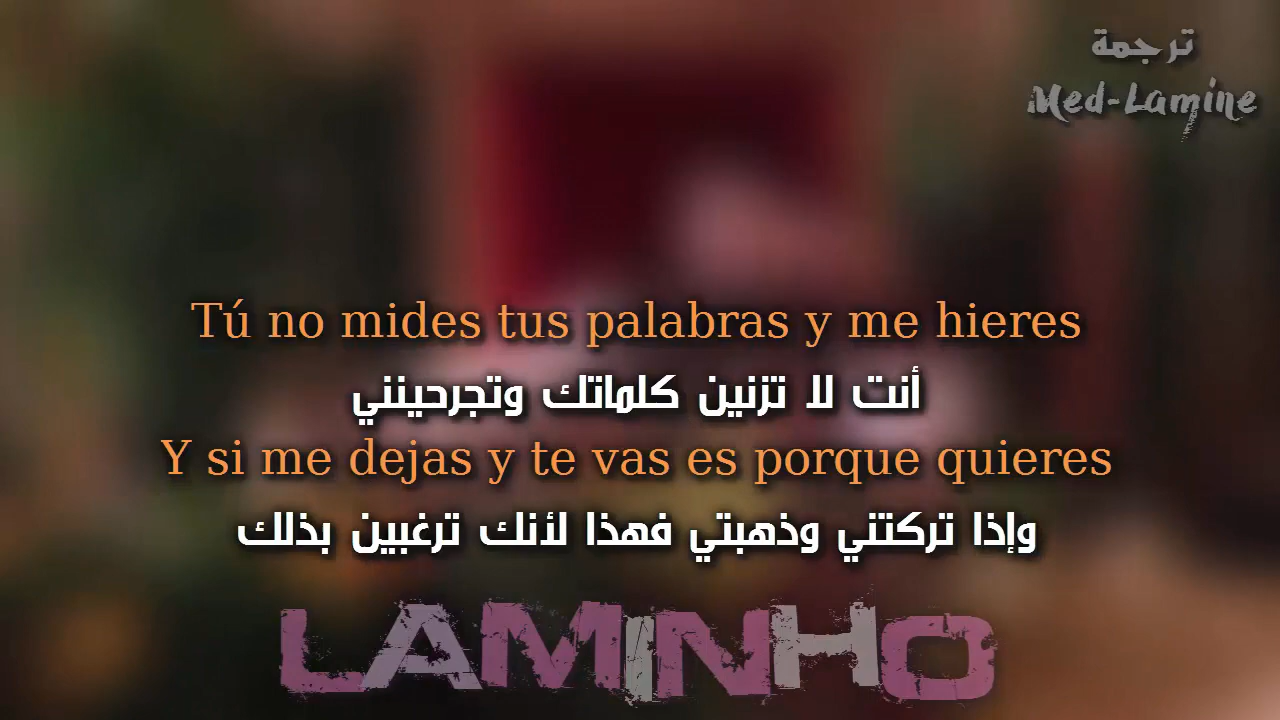 ترجمة
Med-Lamine
Tú no mides tus palabras y me hieres
أنت لا تزنين كلماتك وتجرحينني
Y si me dejas y te vas es porque quieres
وإذا تركتني وذهبتي فهذا لأنك ترغبين بذلك
LAMINHO